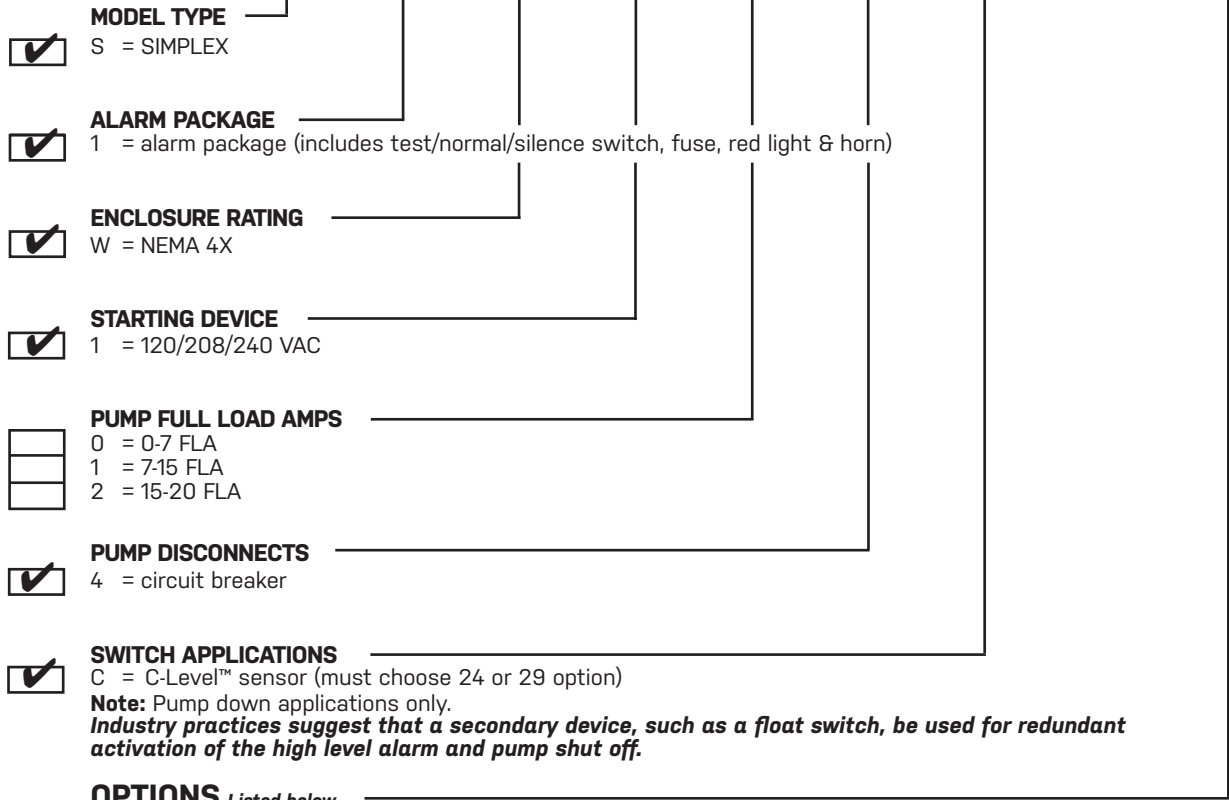 MODEL TYPE
S = SIMPLEX
ALARM PACKAGE
1 = alarm package (includes test/normal/silence switch, fuse, red light & horn)
ENCLOSURE RATING
W = NEMA 4X
STARTING DEVICE
1 = 120/208/240 VAC
PUMP FULL LOAD AMPS
0 = 0-7 FLA
1 = 7-15 FLA
2 = 15-20 FLA
PUMP DISCONNECTS
4 = circuit breaker
SWITCH APPLICATIONS
C = C-Level™ sensor (must choose 24 or 29 option)
Note: Pump down applications only.
Industry practices suggest that a secondary device, such as a float switch, be used for redundant
activation of the high level alarm and pump shut off.
OPTIONS Listed below